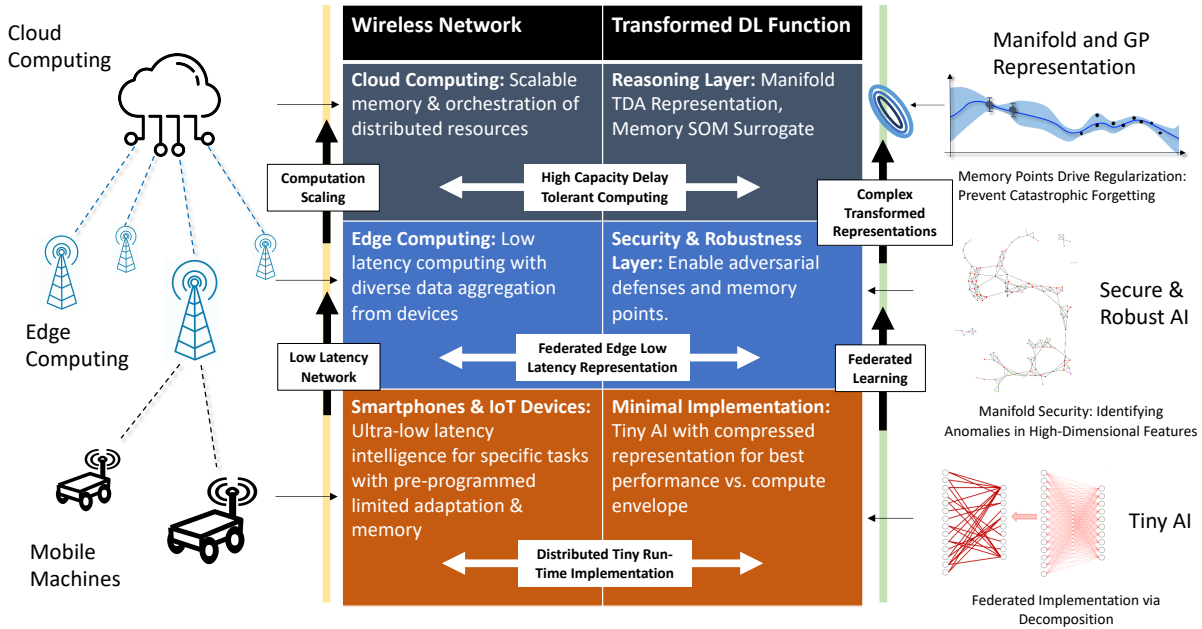 Cloud
Computing
Edge
Computing
Mobile
Machines
Computation
Scaling
Low Latency
Network
Wireless Network
Transformed DL Function
Cloud Computing: Scalable
memory & orchestration of
distributed resources
Reasoning Layer: Manifold
TDA Representation,
Memory SOM Surrogate
High Capacity Delay
Tolerant Computing
Edge Computing: Low
latency computing with
diverse data aggregation
from devices
Security & Robustness
Layer: Enable adversarial
defenses and memory
points.
Federated Edge Low
Latency Representation
Smartphones & IoT Devices:
Ultra-low latency
intelligence for specific tasks
with pre-programmed
limited adaptation &
memory
Minimal Implementation:
Tiny AI with compressed
representation for best
performance vs. compute
envelope
Distributed Tiny Run-
Time Implementation
Complex
Transformed
Representations
Federated
Learning
Manifold and GP
Representation
Memory Points Drive Regularization:
Prevent Catastrophic Forgetting
Secure &
Robust AI
Manifold Security: Identifying
Anomalies in High-Dimensional Features
Tiny AI
Federated Implementation via
Decomposition